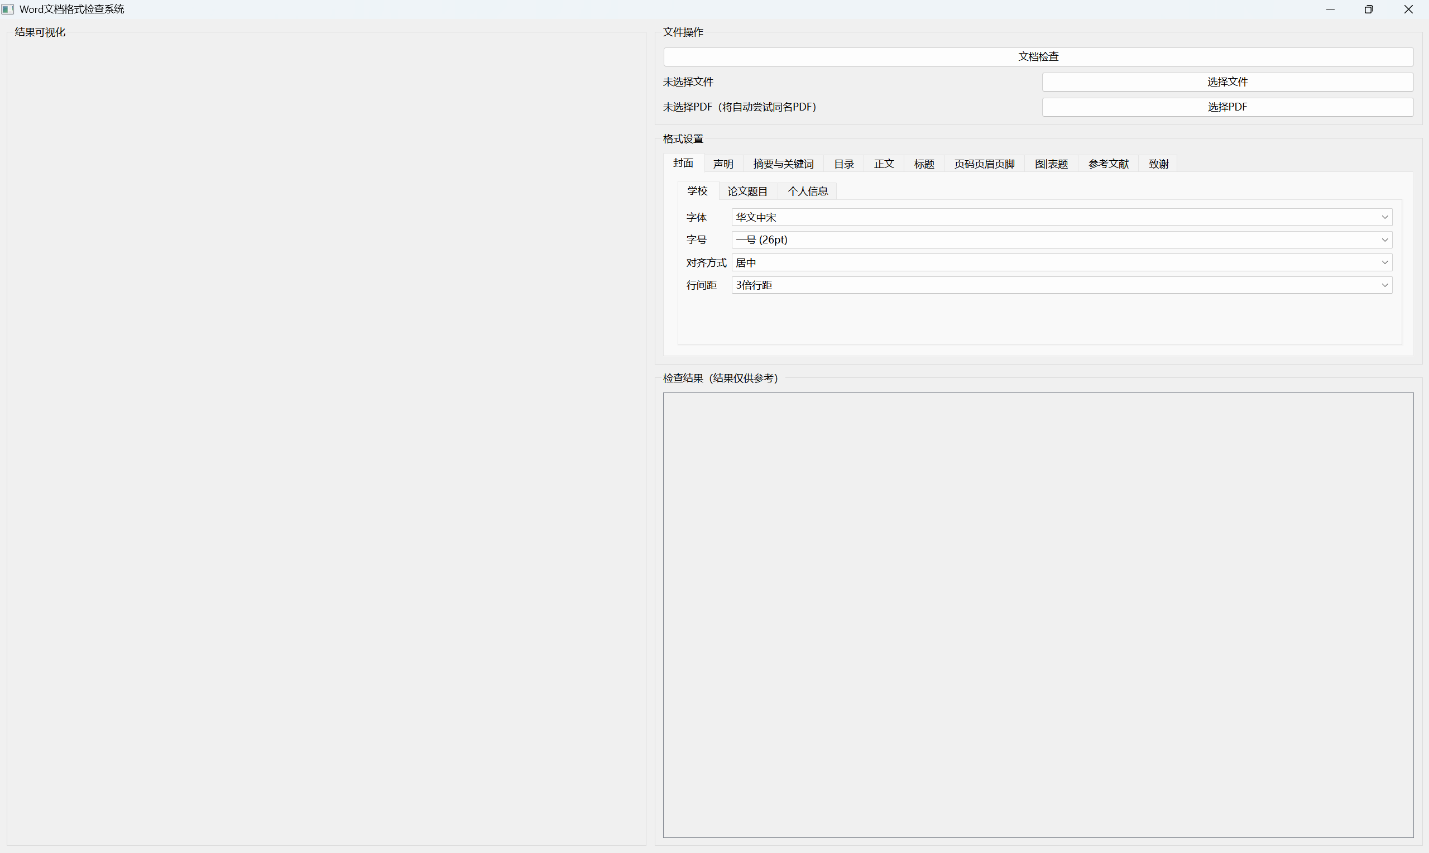 Word文档格式检查系统
结果可视化
文件操作
文档检查
未选择文件 选择文件
未选择PDF（将自动尝试同名PDF） 选择PDF
格式设置
封面 声明 摘要与关键词 目录 正文 标题 页码页眉页脚 图|表题 参考文献 致谢
学校 论文题目 个人信息
字体 华文中宋
字号 一号 (26pt)
对齐方式 居中
行间距 3倍行距
检查结果（结果仅供参考）